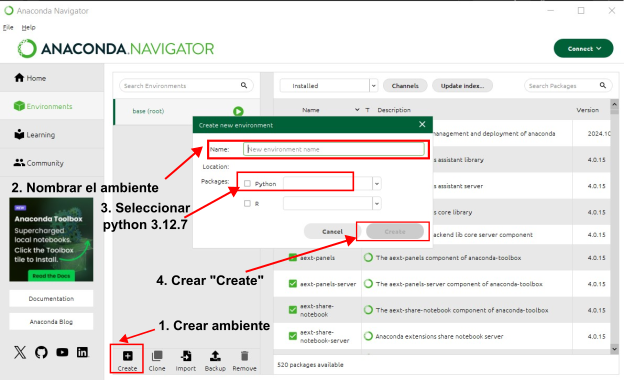 Anaconda Navigator
File Help
ANACONDA.NAVIGATOR
Connect
Home
Environments
Learning
Community
Search Environments
base (root)
Installed
Channels
Update index...
Search Packages
Name
T
Description
Version
anagement and deployment of anaconda
2024.10
s assistant library
4.0.15
s assistant server
4.0.15
s core library
4.0.15
ackend lib core server component
4.0.15
aext-panels
The aext-panels component of anaconda-toolbox
4.0.15
aext-panels-server
The aext-panels-server component of anaconda-toolbox
4.0.15
aext-share-
notebook
The aext-share-notebook component of anaconda-toolbox
4.0.15
aext-share-
notebook-server
Anaconda extensions share notebook server
4.0.15
520 packages available
Create new environment
Name:
New environment name
Location:
Packages:
Python
R
Cancel
Create
2. Nombrar el ambiente
3. Seleccionar
python 3.12.7
4. Crear "Create"
1. Crear ambiente
NEW
Anaconda Toolbox
Supercharged
local notebooks.
Click the Toolbox
tile to install.
Read the Docs
Documentation
Anaconda Blog
Create
Clone
Import
Backup
Remove